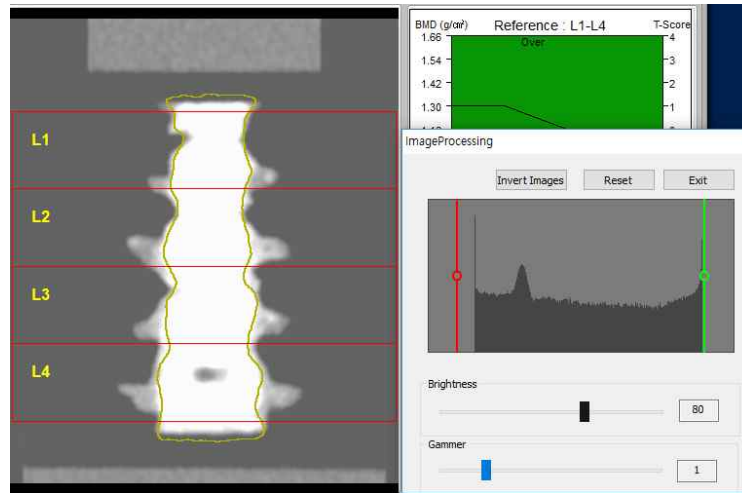 L1
L2
L3
L4
BMD (g/cm²) Reference : L1-L4 T-Score
Over
1.66
1.54
1.42
1.30
4
3
2
1
ImageProcessing
Invert Images Reset Exit
Brightness
80
Gammer
1